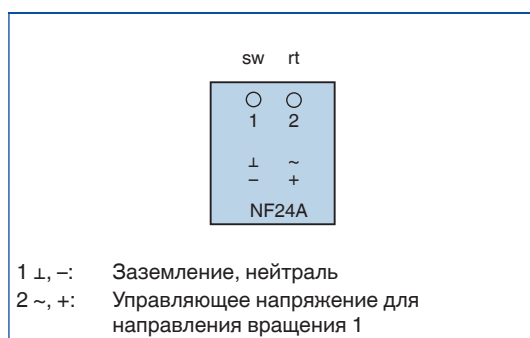 sw rt
1 2
⊥ ~
– +
NF24A
1 ⊥, –: Заземление, нейтраль
2 ~, +: Управляющее напряжение для
направления вращения 1